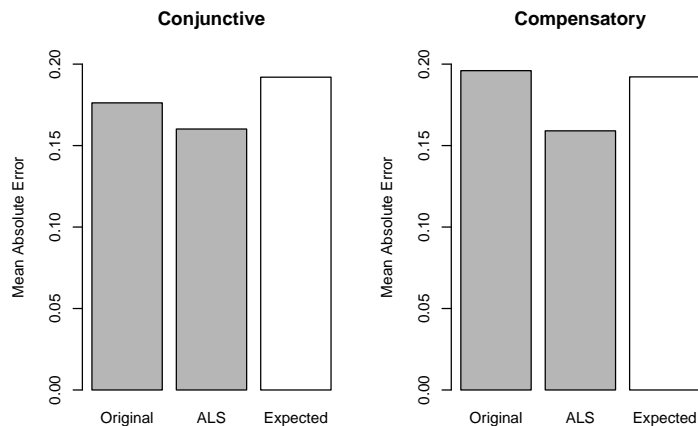 Conjunctive
Mean Absolute Error
0.00
0.05
0.10
0.15
0.20
Original ALS Expected
Compensatory
Mean Absolute Error
0.00
0.05
0.10
0.15
0.20
Original ALS Expected